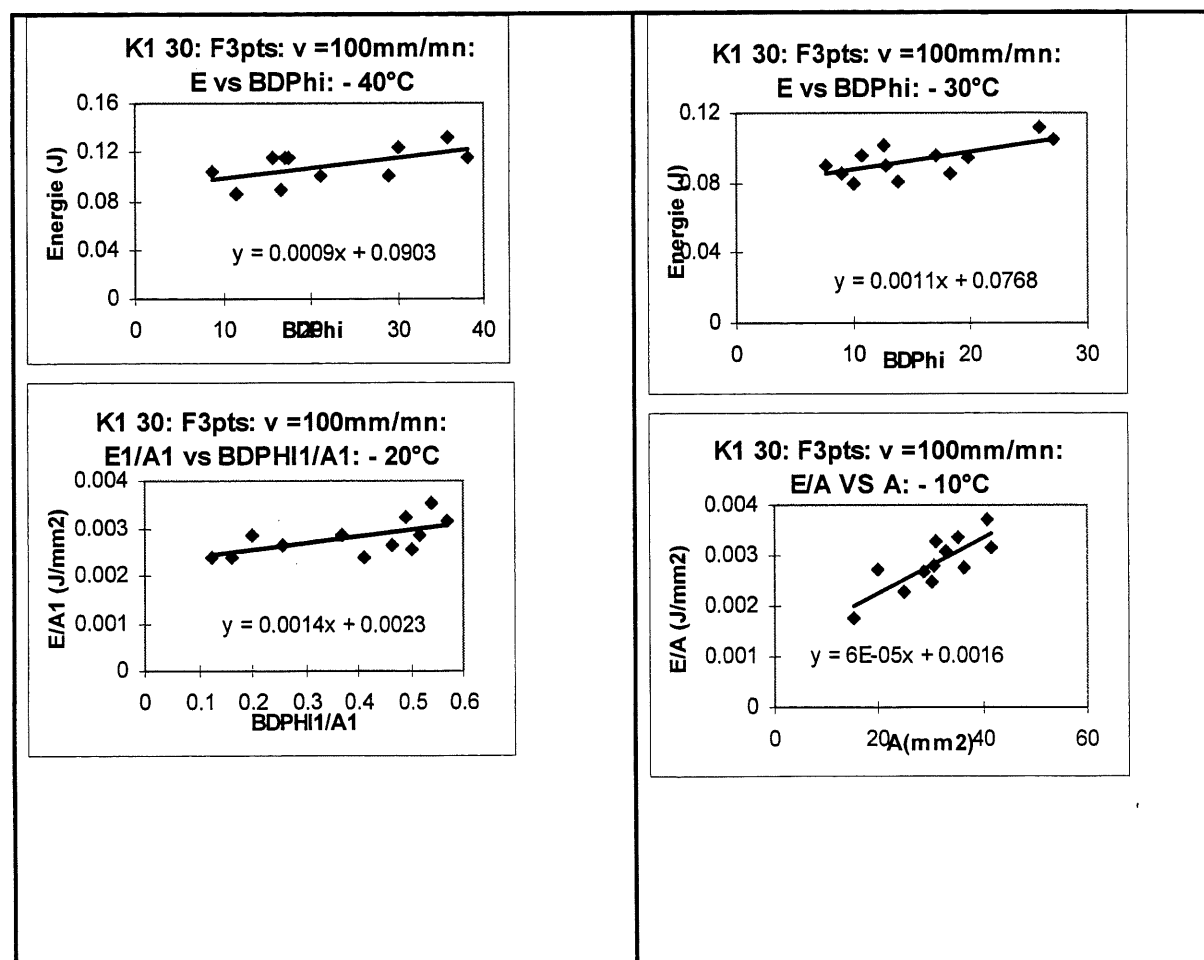 K1 30: F3pts: v =100mm/mn:
E vs BDPhi: - 40°C
0.16
0.12
0.08
0.04
0
Energie (J)
y = 0.0009x + 0.0903
0 10 20 30 40
BDPhi
K1 30: F3pts: v =100mm/mn:
E vs BDPhi: - 30°C
0.12
0.08
0.04
0
Energie (J)
y = 0.0011x + 0.0768
0 10 20 30
BDPhi
K1 30: F3pts: v =100mm/mn:
E1/A1 vs BDPHI1/A1: - 20°C
0.004
0.003
0.002
0.001
0
E/A1 (J/mm2)
y = 0.0014x + 0.0023
0 0.1 0.2 0.3 0.4 0.5 0.6
BDPHI1/A1
K1 30: F3pts: v =100mm/mn:
E/A VS A: - 10°C
0.004
0.003
0.002
0.001
0
E/A (J/mm2)
y = 6E-05x + 0.0016
0 20 40 60
A(mm2)